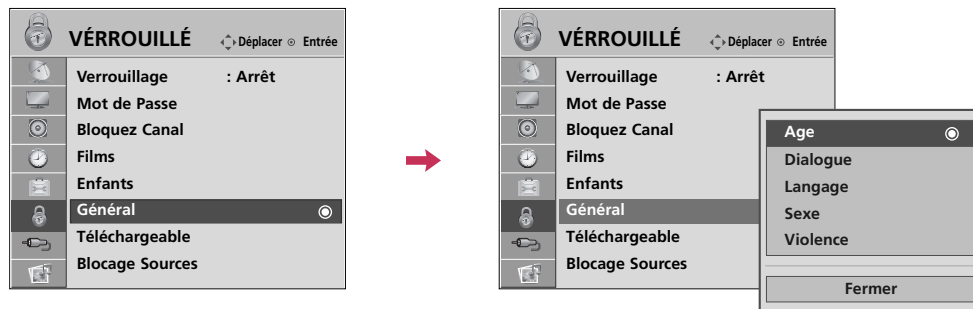 VÉRROUILLÉ Déplacer Entrée
Verrouillage : Arrêt
Mot de Passe
Bloquez Canal
Films
Enfants
Général
Téléchargeable
Blocage Sources
VÉRROUILLÉ Déplacer Entrée
Verrouillage : Arrêt
Mot de Passe
Bloquez Canal
Films
Enfants
Général
Téléchargeable
Blocage Sources
Age
Dialogue
Langage
Sexe
Violence
Fermer